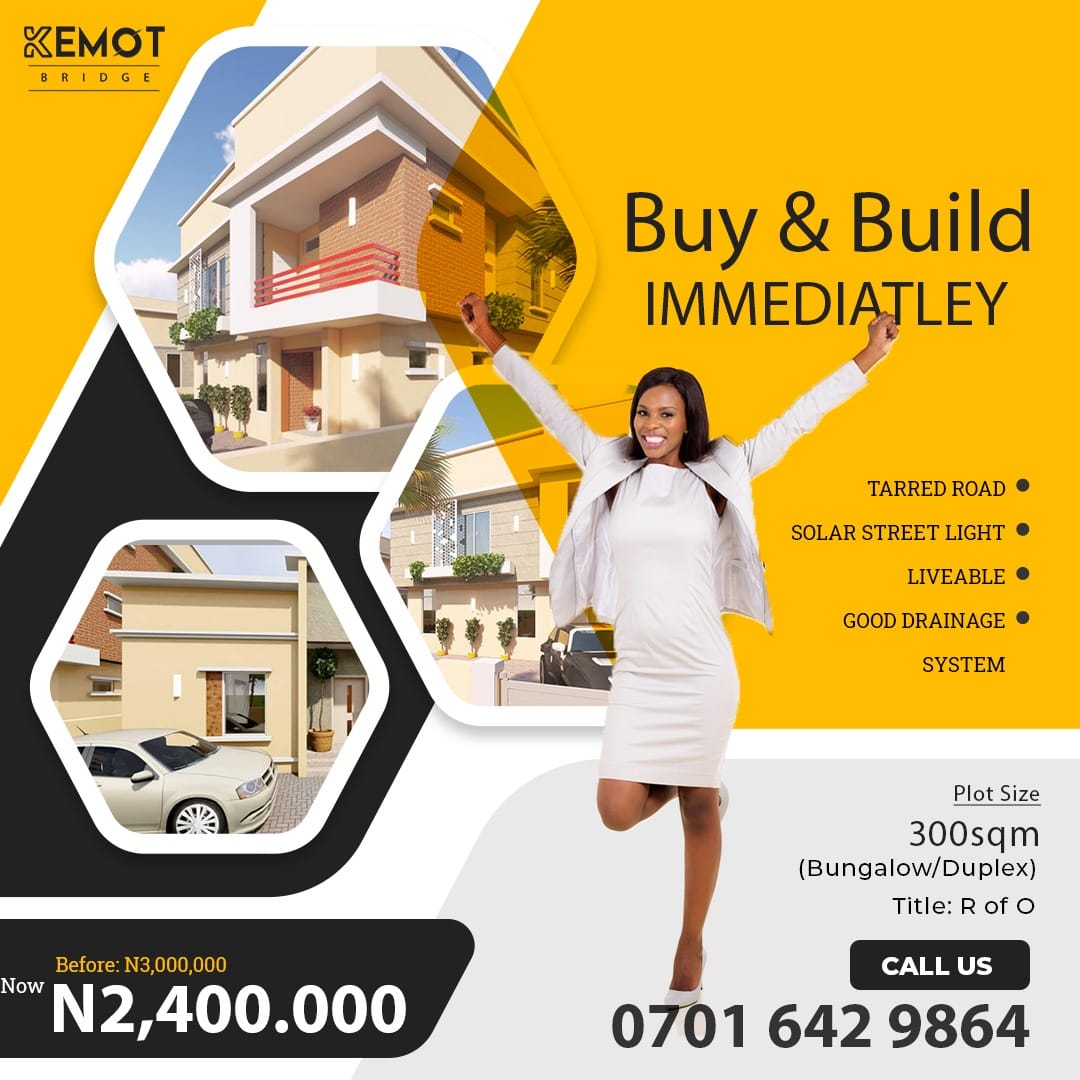 KEMOT
BRIDGE
Buy & Build
IMMEDIATLEY
TARRED ROAD
SOLAR STREET LIGHT
LIVEABLE
GOOD DRAINAGE
SYSTEM
Plot Size
300sqm
(Bungalow/Duplex)
Title: R of O
CALL US
0701 642 9864
Before: N3,000,000
Now N2,400.000